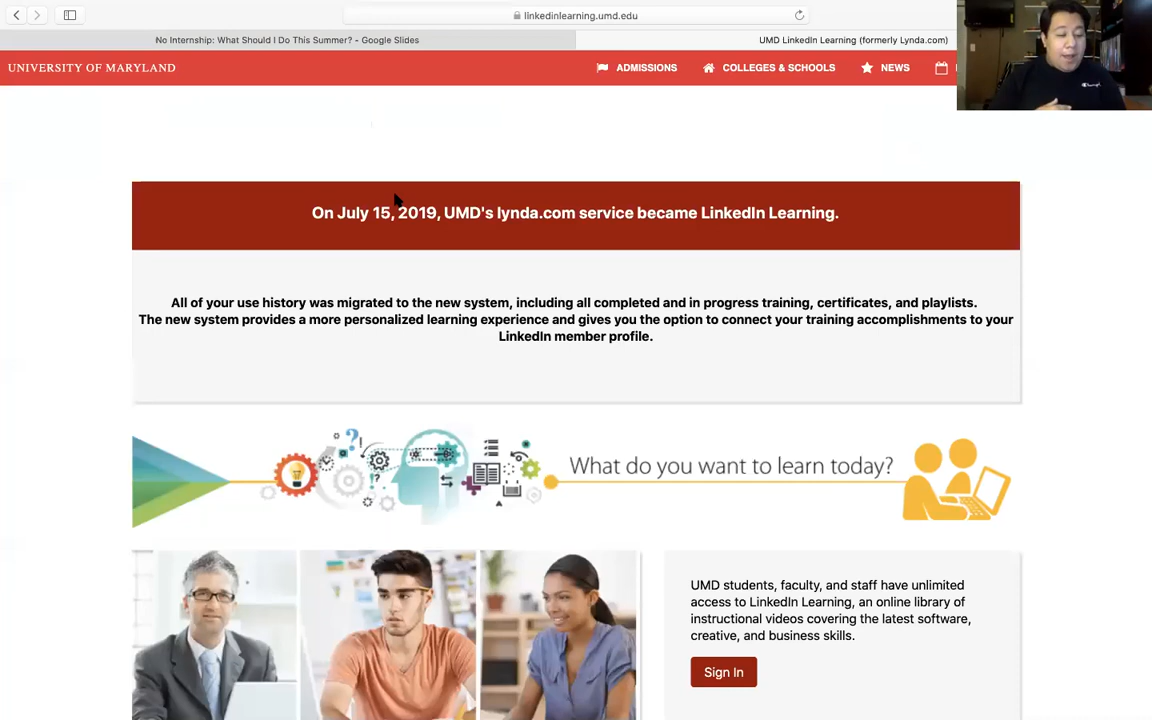 linkedinlearning.umd.edu
No Internship: What Should I Do This Summer? - Google Slides
UMD LinkedIn Learning (formerly Lynda.com)
UNIVERSITY OF MARYLAND
ADMISSIONS
COLLEGES & SCHOOLS
NEWS
On July 15, 2019, UMD's lynda.com service became LinkedIn Learning.
All of your use history was migrated to the new system, including all completed and in progress training, certificates, and playlists.
The new system provides a more personalized learning experience and gives you the option to connect your training accomplishments to your
LinkedIn member profile.
What do you want to learn today?
UMD students, faculty, and staff have unlimited
access to LinkedIn Learning, an online library of
instructional videos covering the latest software,
creative, and business skills.
Sign In